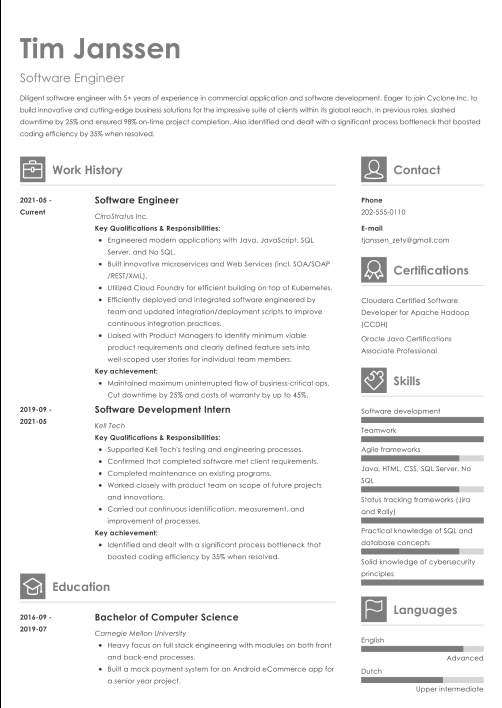 Tim Janssen
Software Engineer
Diligent software engineer with 5+ years of experience in commercial application and software development. Eager to join Cyclone Inc. to
build innovative and cutting-edge business solutions for the impressive suite of clients within its global reach. In previous roles, slashed
downtime by 25% and ensured 98% on-time project completion. Also identified and dealt with a significant process bottleneck that boosted
coding efficiency by 35% when resolved.
Work History
2021-05 -
Current
Software Engineer
CirroStratus Inc.
Key Qualifications & Responsibilities:
• Engineered modern applications with Java, JavaScript, SQL
Server, and No SQL.
• Built innovative microservices and Web Services (incl. SOA/SOAP
/REST/XML).
• Utilized Cloud Foundry for efficient building on top of Kubernetes.
• Efficiently deployed and integrated software engineered by
team and updated integration/deployment scripts to improve
continuous integration practices.
• Liaised with Product Managers to identify minimum viable
product requirements and clearly defined feature sets into
well-scoped user stories for individual team members.
Key achievement:
• Maintained maximum uninterrupted flow of business-critical ops.
Cut downtime by 25% and costs of warranty by up to 45%.
2019-09 -
2021-05
Software Development Intern
Kell Tech
Key Qualifications & Responsibilities:
• Supported Kell Tech's testing and engineering processes.
• Confirmed that completed software met client requirements.
• Completed maintenance on existing programs.
• Worked closely with product team on scope of future projects
and innovations.
• Carried out continuous identification, measurement, and
improvement of processes.
Key achievement:
• Identified and dealt with a significant process bottleneck that
boosted coding efficiency by 35% when resolved.
Education
2016-09 -
2019-07
Bachelor of Computer Science
Carnegie Mellon University
• Heavy focus on full stack engineering with modules on both front
and back-end processes.
• Built a mock payment system for an Android eCommerce app for
a senior year project.
Contact
Phone
202-555-0110
E-mail
tjanssen_zety@gmail.com
Certifications
Cloudera Certified Software
Developer for Apache Hadoop
(CCDH)
Oracle Java Certifications
Associate Professional
Skills
Software development
Teamwork
Agile frameworks
Java, HTML, CSS, SQL Server, No
SQL
Status tracking frameworks (Jira
and Rally)
Practical knowledge of SQL and
database concepts
Solid knowledge of cybersecurity
principles
Languages
English
Advanced
Dutch
Upper intermediate